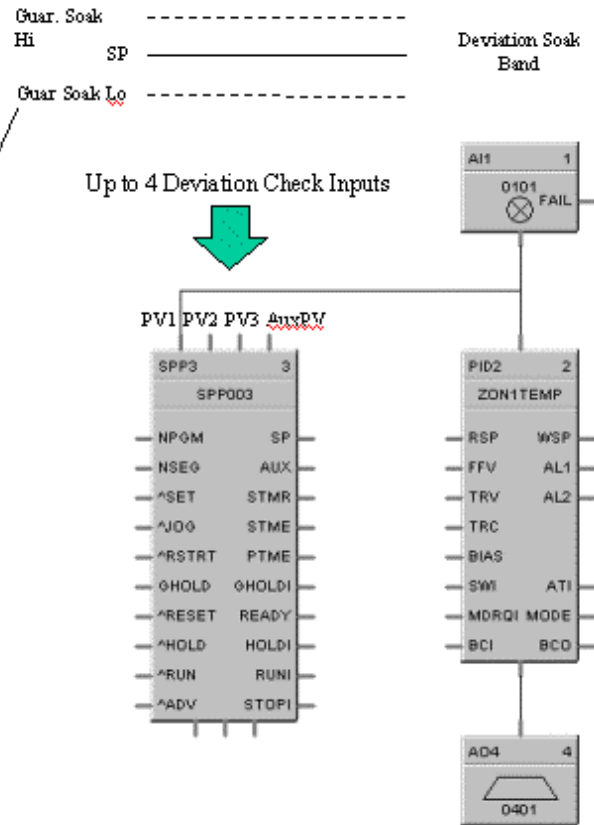 Guar. Soak
Hi
SP
Deviation Soak
Band
Guar Soak Lo
Up to 4 Deviation Check Inputs
AI1 1
0101
FAIL
PV1 PV2 PV3 AuxPV
SPP3 3
SPP003
NPGM SP
NSEG AUX
^SET STMR
^JOG STME
^RSTRT PTME
GHOLD GHOLDI
^RESET READY
^HOLD HOLDI
^RUN RUNI
^ADV STOPI
PID2 2
ZON1TEMP
RSP WSP
FFV AL1
TRV AL2
TRC
BIAS
SWI ATI
MDRQI MODE
BCI BCO
AO4 4
0401